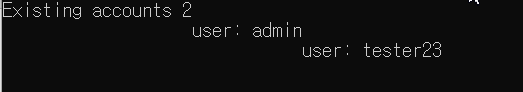 Existing accounts 2
user: admin
user: tester23